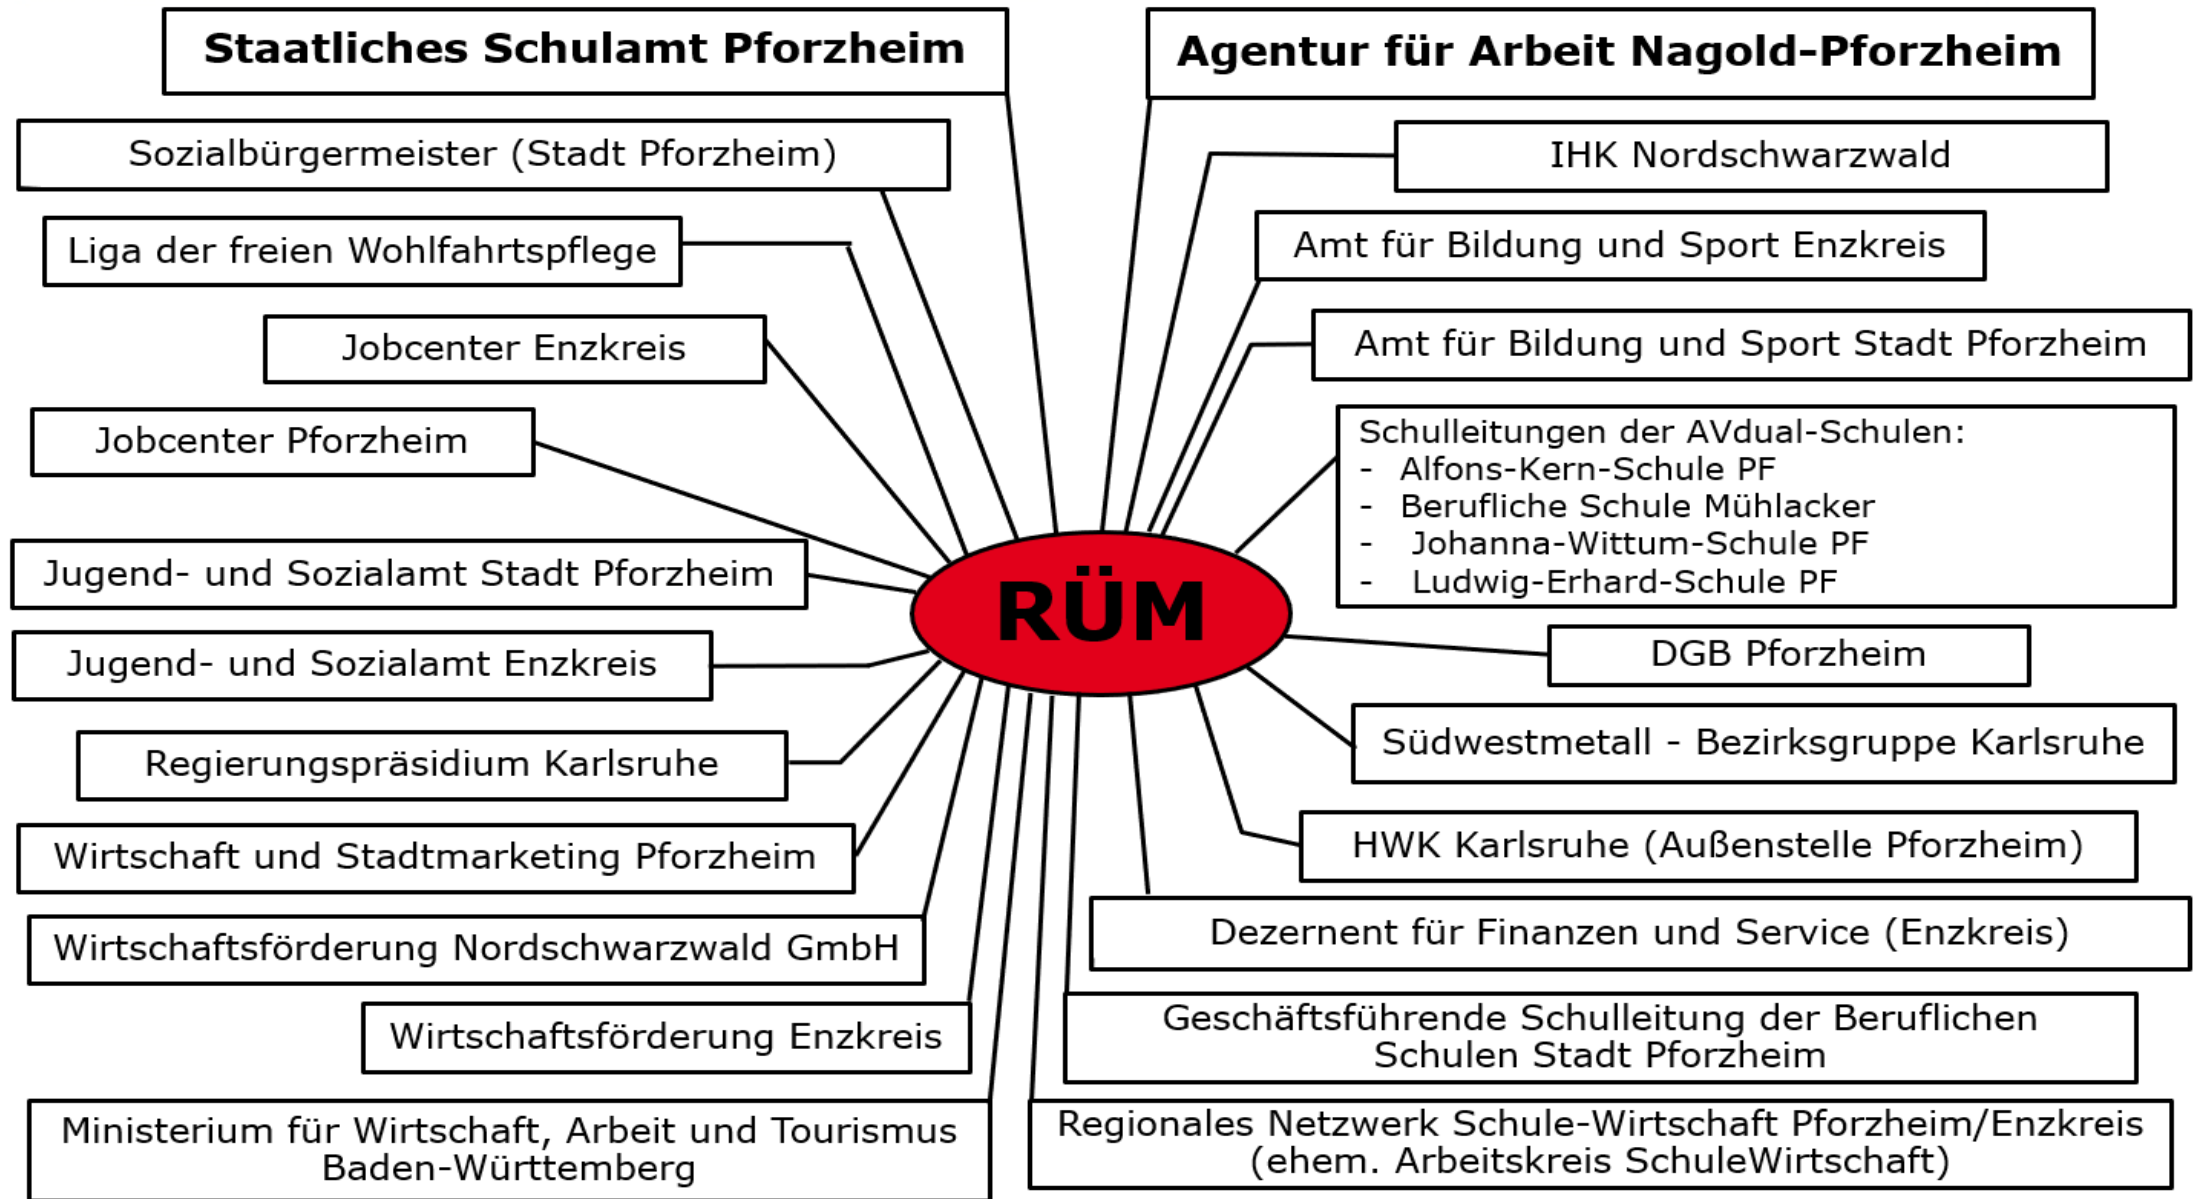 Staatliches Schulamt Pforzheim
Sozialbürgermeister (Stadt Pforzheim)
Liga der freien Wohlfahrtspflege
Jobcenter Enzkreis
Jobcenter Pforzheim
Jugend- und Sozialamt Stadt Pforzheim
Jugend- und Sozialamt Enzkreis
Regierungspräsidium Karlsruhe
Wirtschaft und Stadtmarketing Pforzheim
Wirtschaftsförderung Nordschwarzwald GmbH
Wirtschaftsförderung Enzkreis
Ministerium für Wirtschaft, Arbeit und Tourismus
Baden-Württemberg
RÜM
Agentur für Arbeit Nagold-Pforzheim
IHK Nordschwarzwald
Amt für Bildung und Sport Enzkreis
Amt für Bildung und Sport Stadt Pforzheim
Schulleitungen der AVdual-Schulen:
- Alfons-Kern-Schule PF
- Berufliche Schule Mühlacker
- Johanna-Wittum-Schule PF
- Ludwig-Erhard-Schule PF
DGB Pforzheim
Südwestmetall - Bezirksgruppe Karlsruhe
HWK Karlsruhe (Außenstelle Pforzheim)
Dezernent für Finanzen und Service (Enzkreis)
Geschäftsführende Schulleitung der Beruflichen
Schulen Stadt Pforzheim
Regionales Netzwerk Schule-Wirtschaft Pforzheim/Enzkreis
(ehem. Arbeitskreis SchuleWirtschaft)